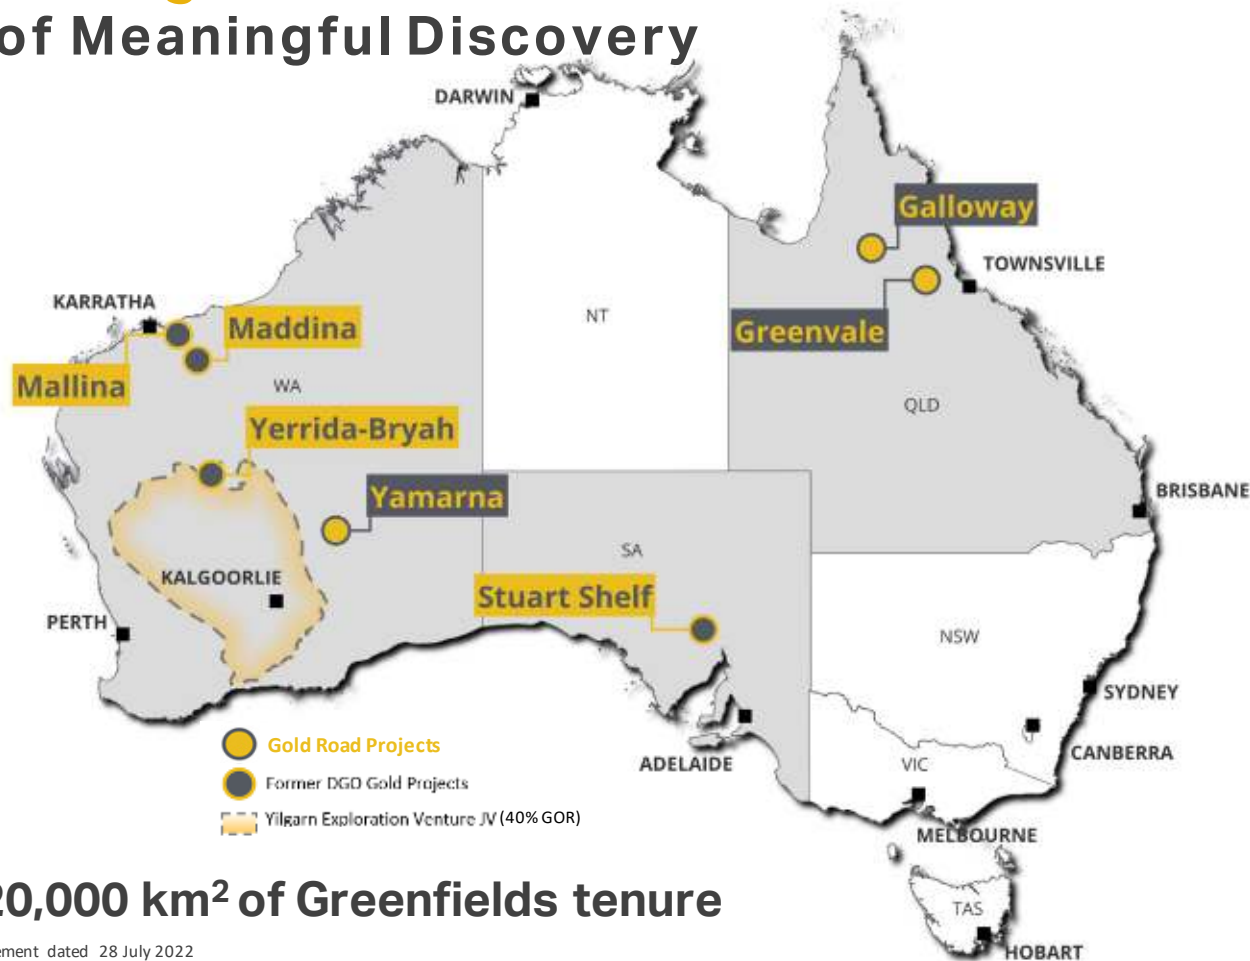 of Meaningful Discovery
DARWIN
Galloway
TOWNSVILLE
KARRATHA
Maddina
NT
Greenvale
Mallina
WA
QLD
Yerrida-Bryah
Yamarna
BRISBANE
SA
KALGOORLIE
Stuart Shelf
PERTH
NSW
SYDNEY
Gold Road Projects
CANBERRA
ADELAIDE
VIC
Former DGO Gold Projects
Yilgarn Exploration Venture JV (40% GOR)
MELBOURNE
20,000 km² of Greenfields tenure
TAS
ement dated 28 July 2022
HOBART